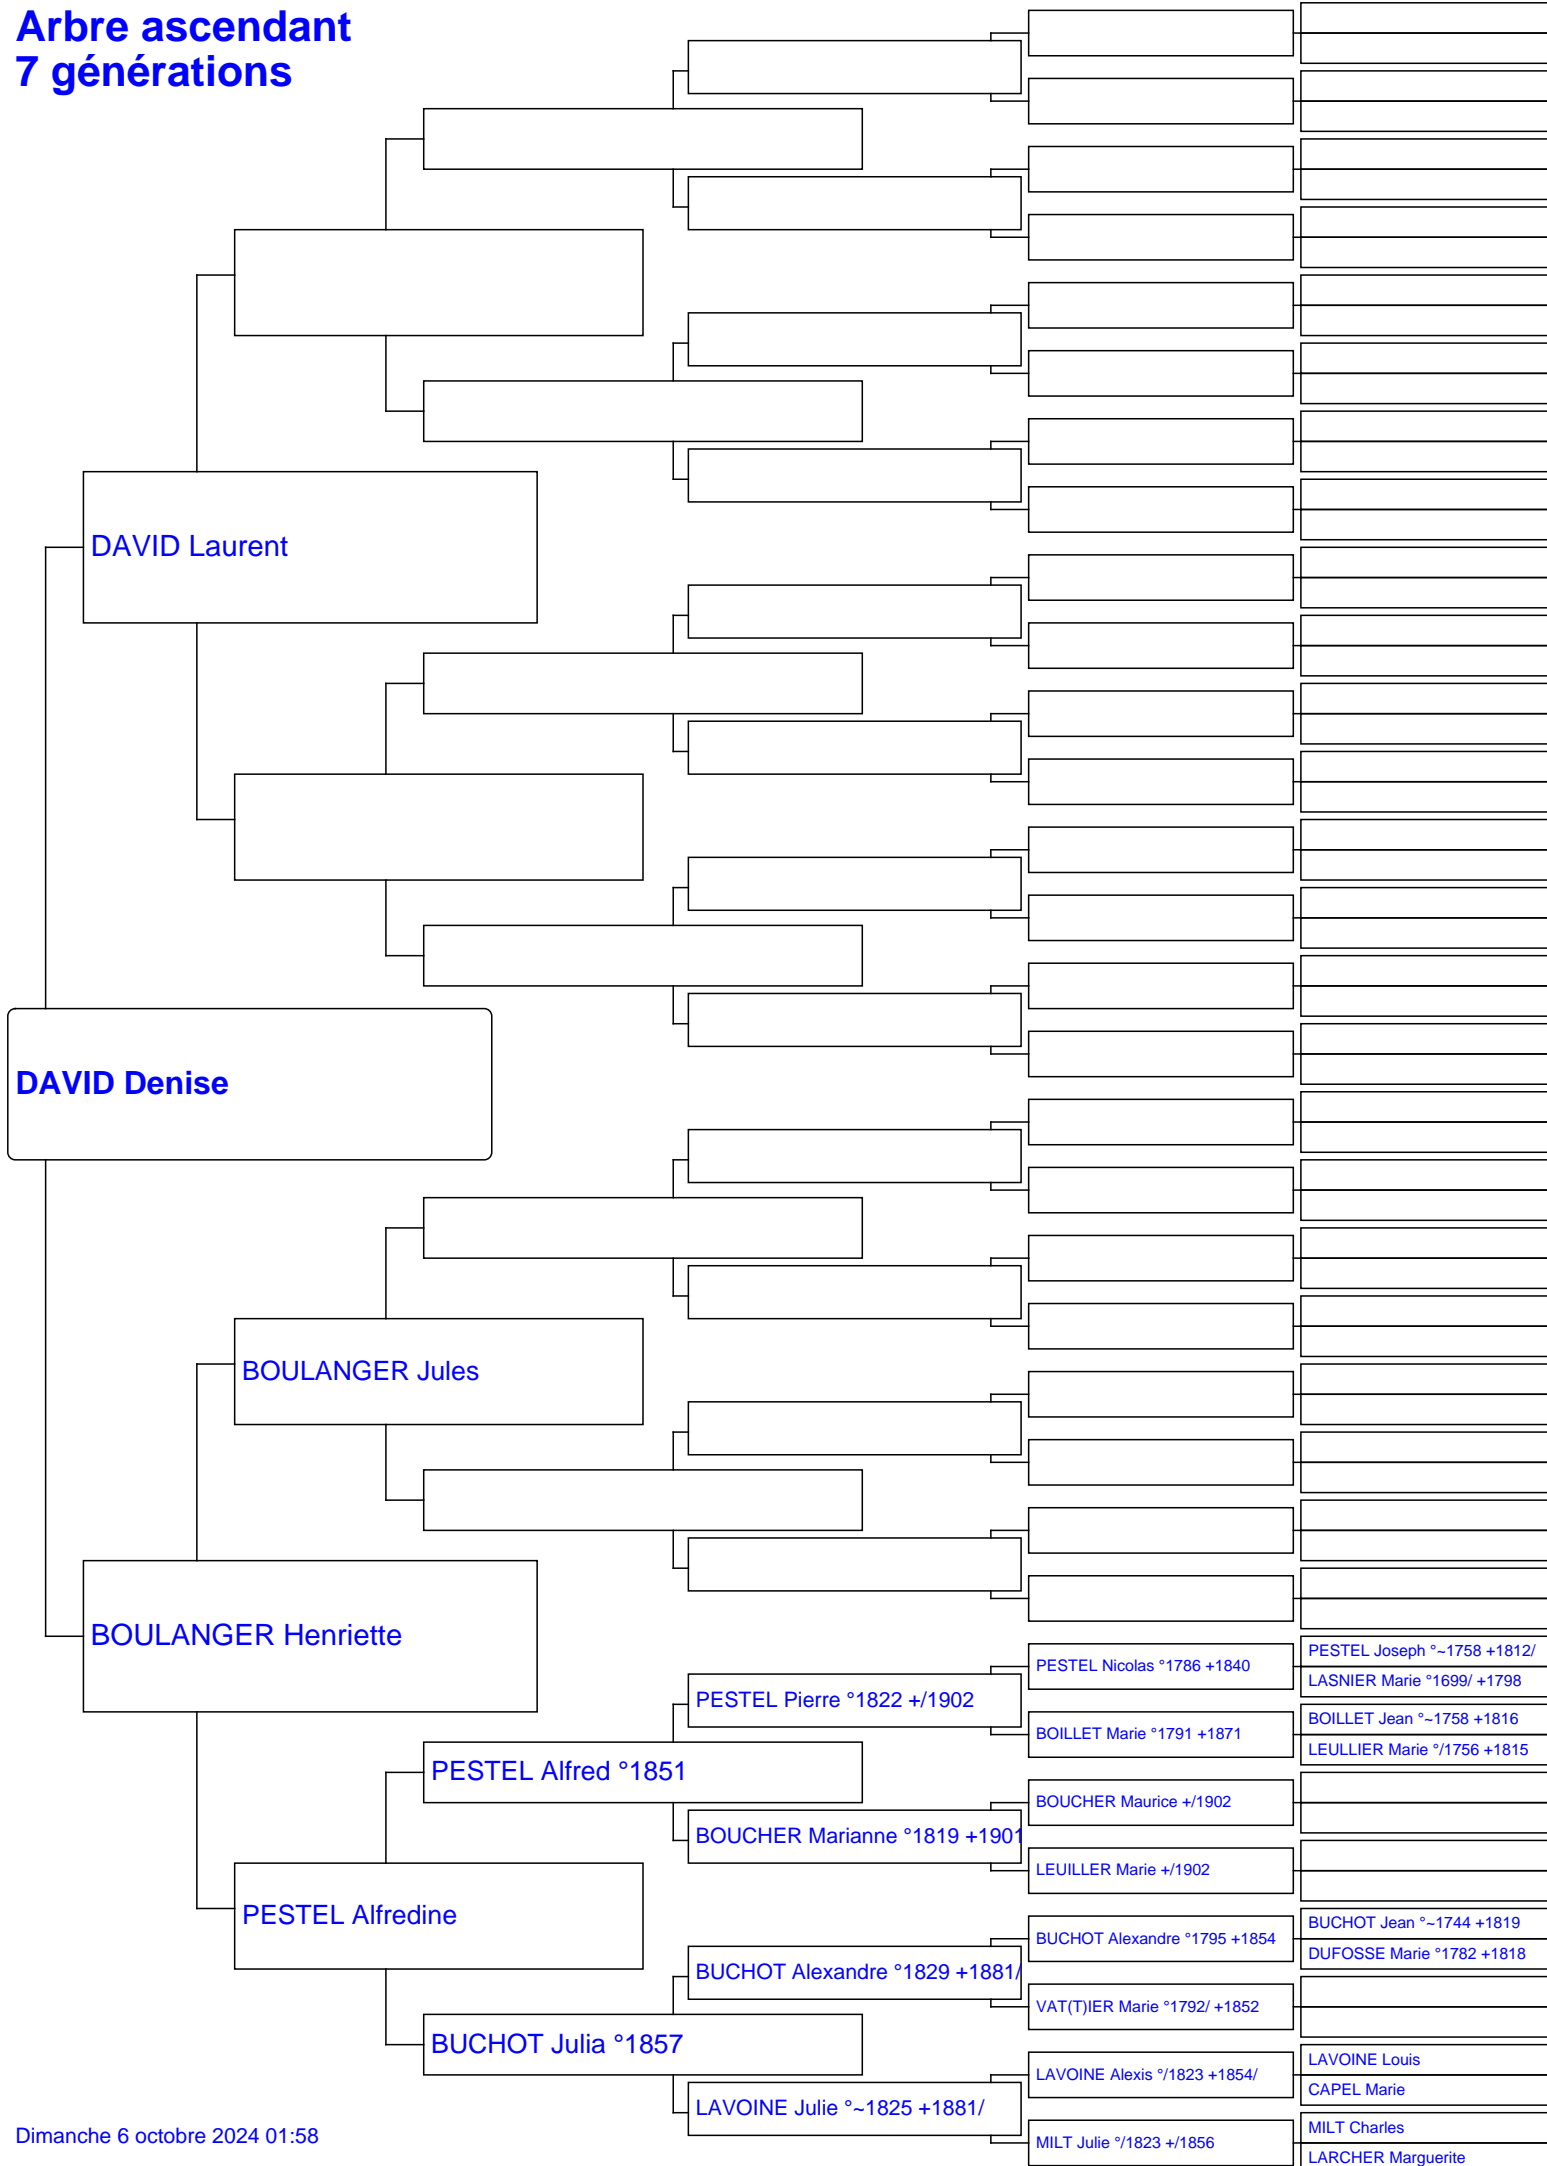 Arbre ascendant
7 générations
DAVID Laurent
DAVID Denise
BOULANGER Jules
BOULANGER Henriette
PESTEL Joseph °~1758 +1812/
PESTEL Nicolas °1786 +1840
LASNIER Marie °1699/ +1798
PESTEL Pierre °1822 +/1902
BOILLET Jean °~1758 +1816
BOILLET Marie °1791 +1871
LEULLIER Marie °/1756 +1815
PESTEL Alfred °1851
BOUCHER Maurice +/1902
BOUCHER Marianne °1819 +1901
LEUILLER Marie +/1902
PESTEL Alfredine
BUCHOT Jean °~1744 +1819
BUCHOT Alexandre °1795 +1854
DUFOSSE Marie °1782 +1818
BUCHOT Alexandre °1829 +1881/
VAT(T)IER Marie °1792/ +1852
BUCHOT Julia °1857
LAVOINE Louis
LAVOINE Alexis °/1823 +1854/
CAPEL Marie
LAVOINE Julie °~1825 +1881/
MILT Charles
MILT Julie °/1823 +/1856
LARCHER Marguerite
Dimanche 6 octobre 2024 01:58